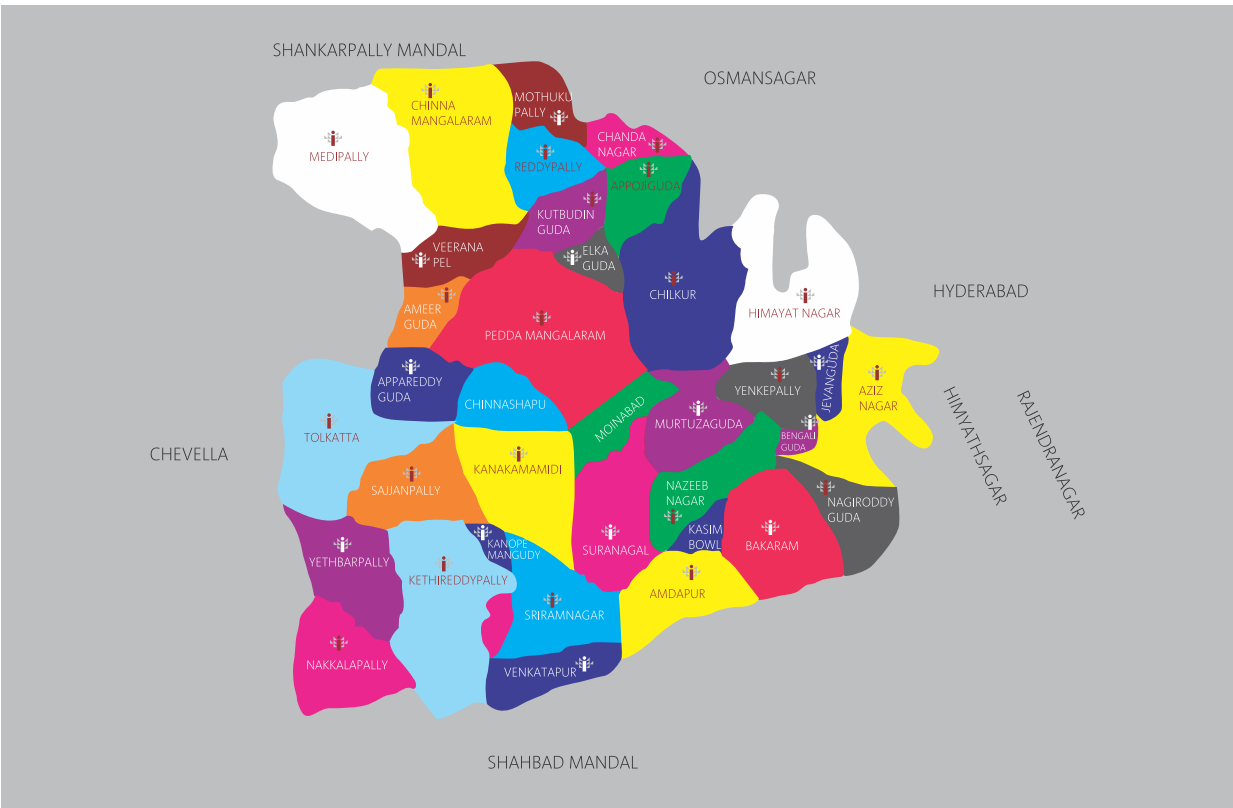 SHANKARPALLY MANDAL
OSMANSAGAR
MOTHUKU
PALLY
CHINNA
MANGALARAM
CHANDA
NAGAR
MEDIPALLY
REDDYPALLY
APPOJIGUDA
KUTBUDIN
GUDA
VEERANA
PEL
ELKA
GUDA
CHILKUR
HYDERABAD
HIMAYAT NAGAR
AMEER
GUDA
PEDDA MANGALARAM
APPAREDDY
GUDA
CHINNASHAPU
YENKEPALLY
JEVANGUDA
AZIZ
NAGAR
HIMYATHSAGAR
RAJENDRANAGAR
MOINABAD
MURTUZAGUDA
BENGALI
GUDA
TOLKATTA
CHEVELLA
KANAKAMAMIDI
SAJJANPALLY
NAZEEB
NAGAR
NAGIRODDY
GUDA
KASIM
BOWL
BAKARAM
SURANAGAL
KANOPE
MANGUDY
YETHBARPALLY
KETHIREDDYPALLY
AMDAPUR
SRIRAMNAGAR
NAKKALAPALLY
VENKATAPUR
SHAHBAD MANDAL